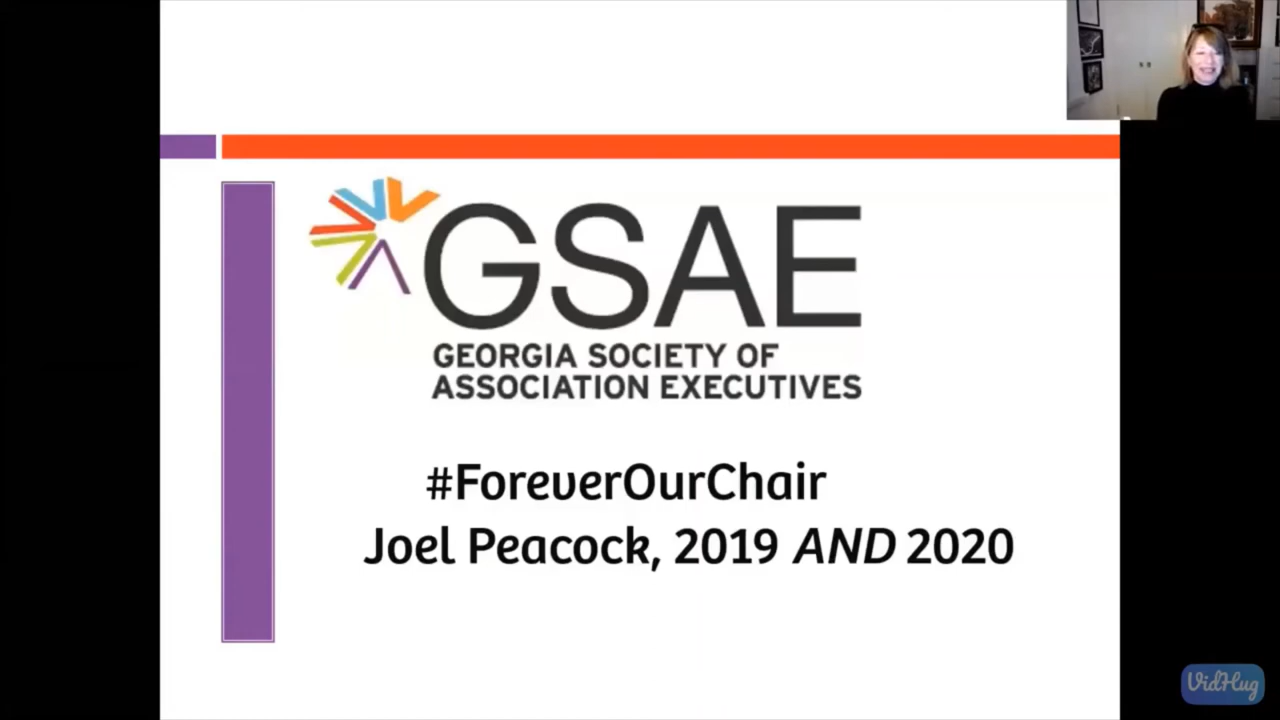 GSAE
GEORGIA SOCIETY OF
ASSOCIATION EXECUTIVES
#ForeverOurChair
Joel Peacock, 2019 AND 2020
VidHug